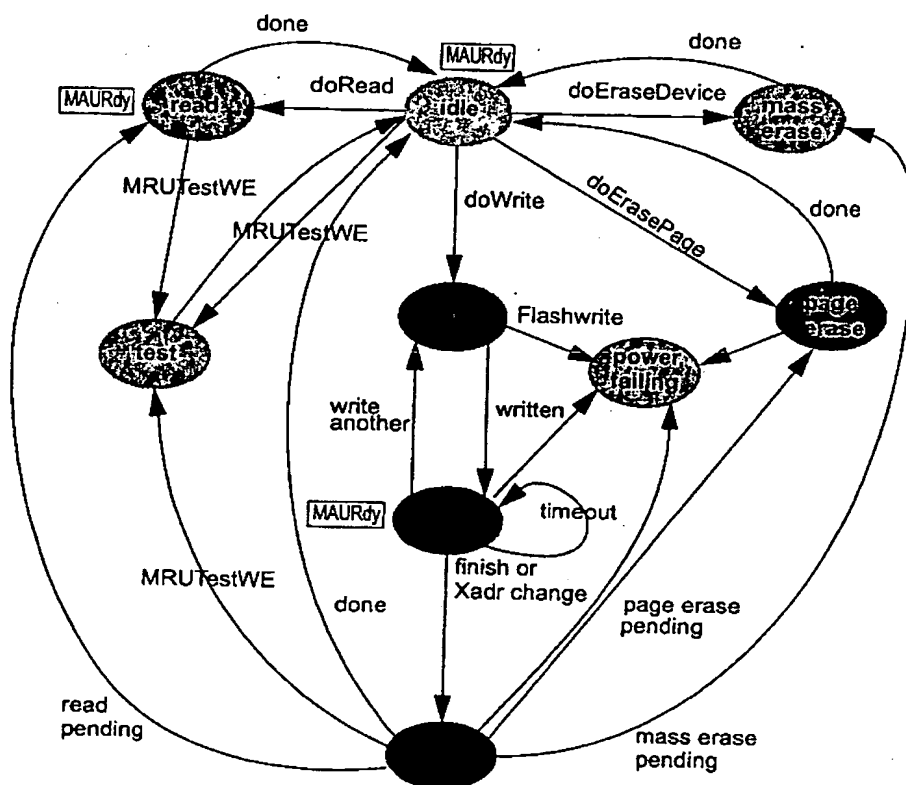 done
MAURdy
done
MAURdy
read
doRead
idle
doEraseDevice
mass
erase
MRUTestWE
MRUTestWE
doWrite
doErasePage
done
test
Flashwrite
page
erase
power
failing
write
another
written
MAURdy
timeout
MRUTestWE
done
finish or
Xadr change
page erase
pending
read
pending
mass erase
pending